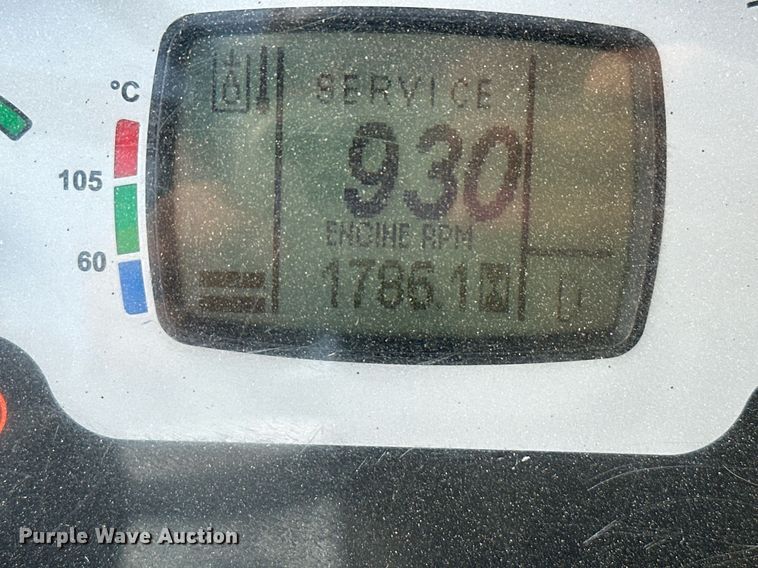 °C
SERVICE
930
105
ENGINE RPM
60
1786.1
Purple Wave Auction